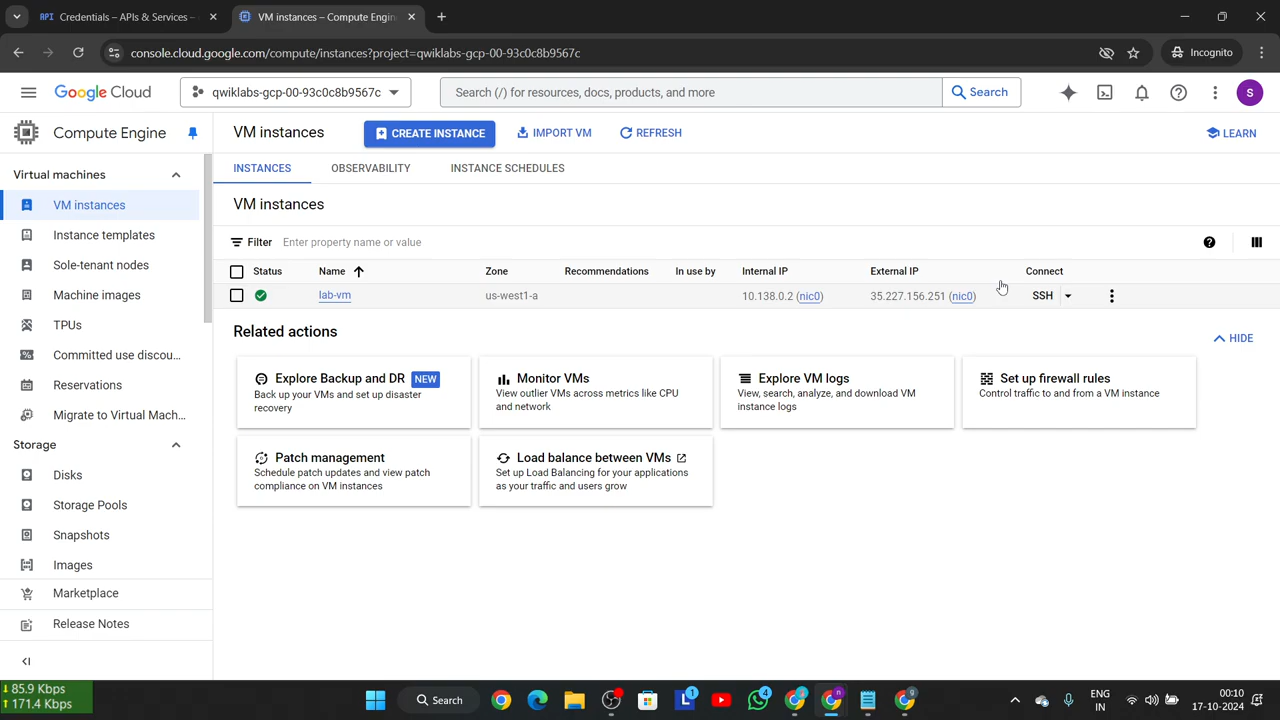 API Credentials – APIs & Services –
VM instances – Compute Engin
console.cloud.google.com/compute/instances?project=qwiklabs-gcp-00-93c0c8b9567c
Incognito
Google Cloud
qwiklabs-gcp-00-93c0c8b9567c
Search (/) for resources, docs, products, and more
Search
S
Compute Engine
VM instances
CREATE INSTANCE
IMPORT VM
REFRESH
LEARN
Virtual machines
VM instances
Instance templates
Sole-tenant nodes
Machine images
TPUs
Committed use discou...
Reservations
Migrate to Virtual Mach...
Storage
Disks
Storage Pools
Snapshots
Images
Marketplace
Release Notes
INSTANCES
OBSERVABILITY
INSTANCE SCHEDULES
VM instances
Filter Enter property name or value
Status Name Zone Recommendations In use by Internal IP External IP Connect
lab-vm us-west1-a 10.138.0.2 (nic0) 35.227.156.251 (nic0) SSH
Related actions
HIDE
Explore Backup and DR NEW
Back up your VMs and set up disaster
recovery
Monitor VMs
View outlier VMs across metrics like CPU
and network
Explore VM logs
View, search, analyze, and download VM
instance logs
Set up firewall rules
Control traffic to and from a VM instance
Patch management
Schedule patch updates and view patch
compliance on VM instances
Load balance between VMs
Set up Load Balancing for your applications
as your traffic and users grow
↓ 85.9 Kbps
↑ 171.4 Kbps
Search
1
4
n
ENG
IN
00:10
17-10-2024